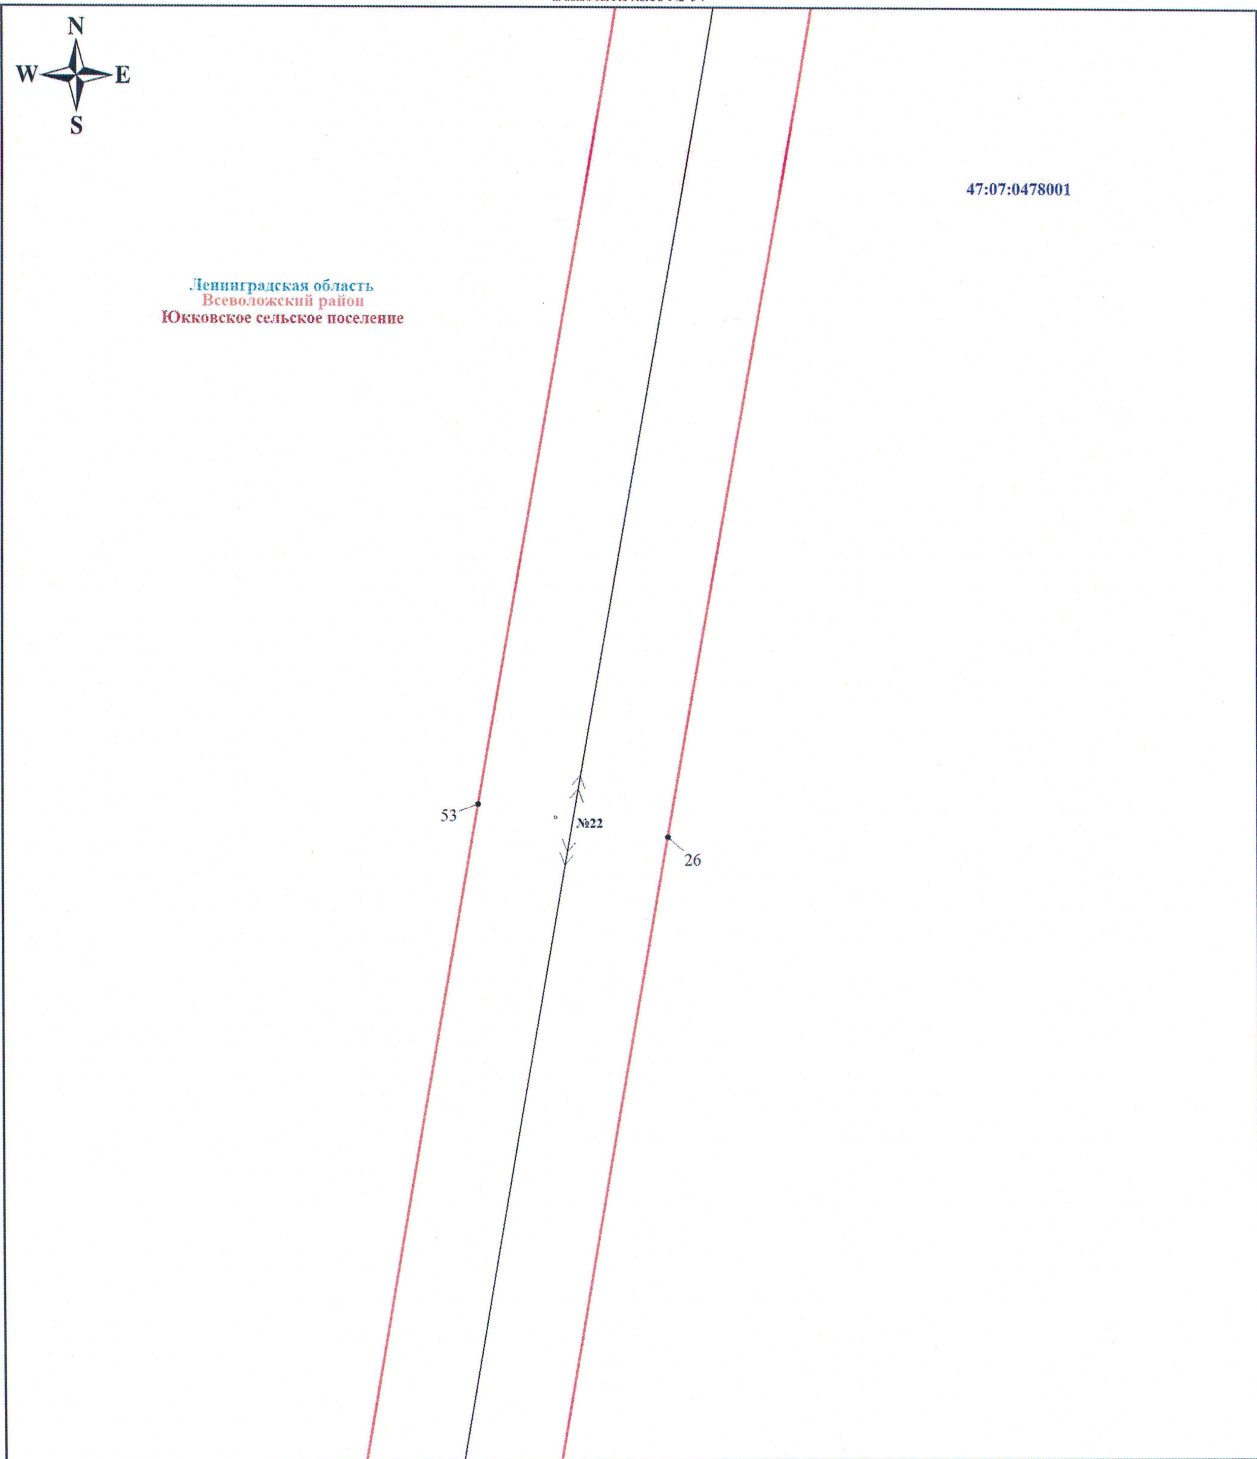 N
W E
S
47:07:0478001
Ленинградская область
Всеволожский район
Юкковское сельское поселение
53
№22
26